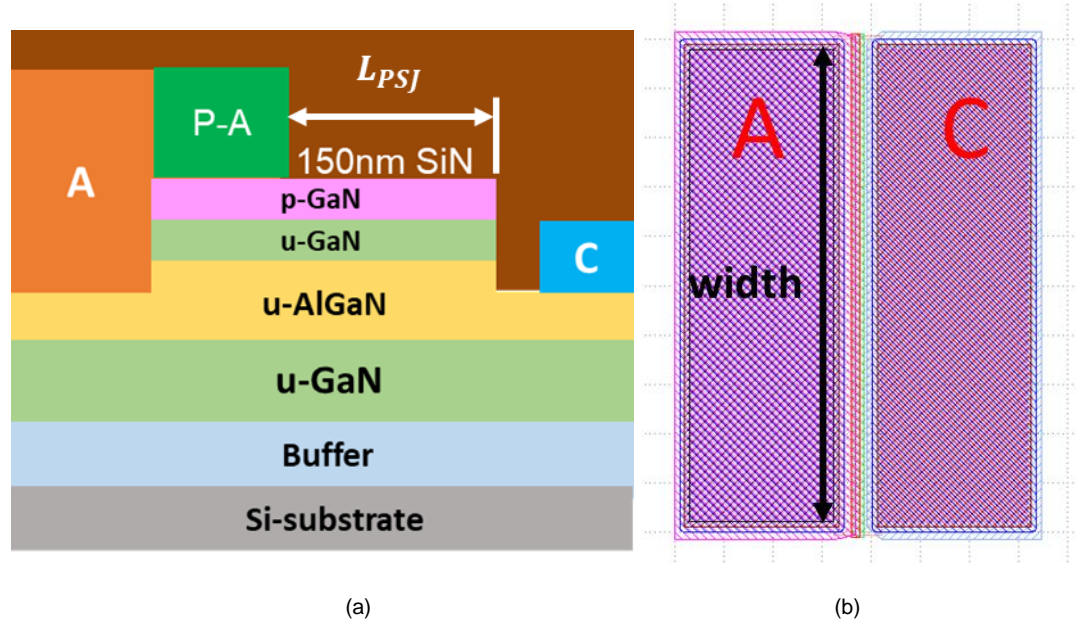 L_PSJ
P-A
A
150nm SiN
p-GaN
u-GaN
C
u-AlGaN
u-GaN
Buffer
Si-substrate
(a)
A
C
width
(b)